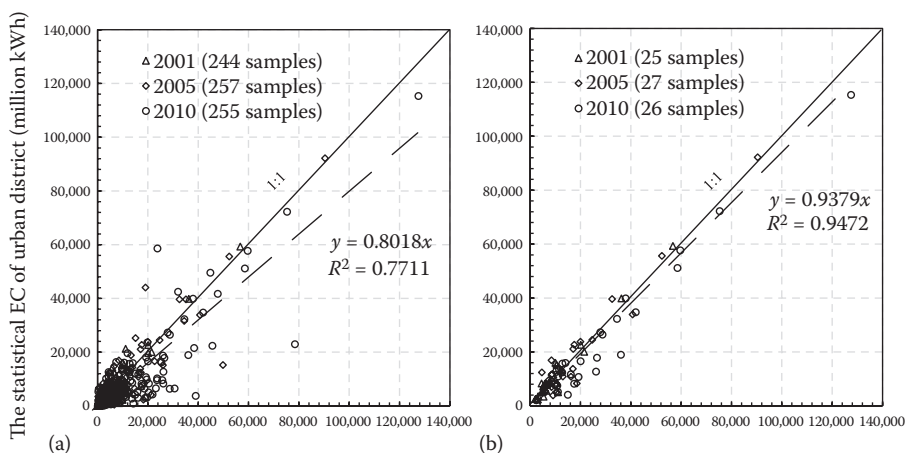 The statistical EC of urban district (million kWh)
140,000
120,000
100,000
80,000
60,000
40,000
20,000
0
△ 2001 (244 samples)
◇ 2005 (257 samples)
○ 2010 (255 samples)
1:1
y = 0.8018x
R² = 0.7711
0 20,000 40,000 60,000 80,000 100,000 120,000 140,000
(a)
140,000
120,000
100,000
80,000
60,000
40,000
20,000
0
△ 2001 (25 samples)
◇ 2005 (27 samples)
○ 2010 (26 samples)
1:1
y = 0.9379x
R² = 0.9472
0 20,000 40,000 60,000 80,000 100,000 120,000 140,000
(b)